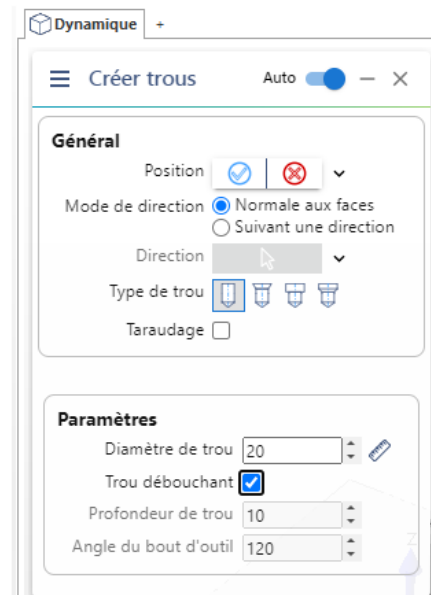 Dynamique +
Créer trous Auto
Général
Position
Mode de direction Normale aux faces
Suivant une direction
Direction
Type de trou
Taraudage
Paramètres
Diamètre de trou 20
Trou débouchant
Profondeur de trou 10
Angle du bout d'outil 120
Z